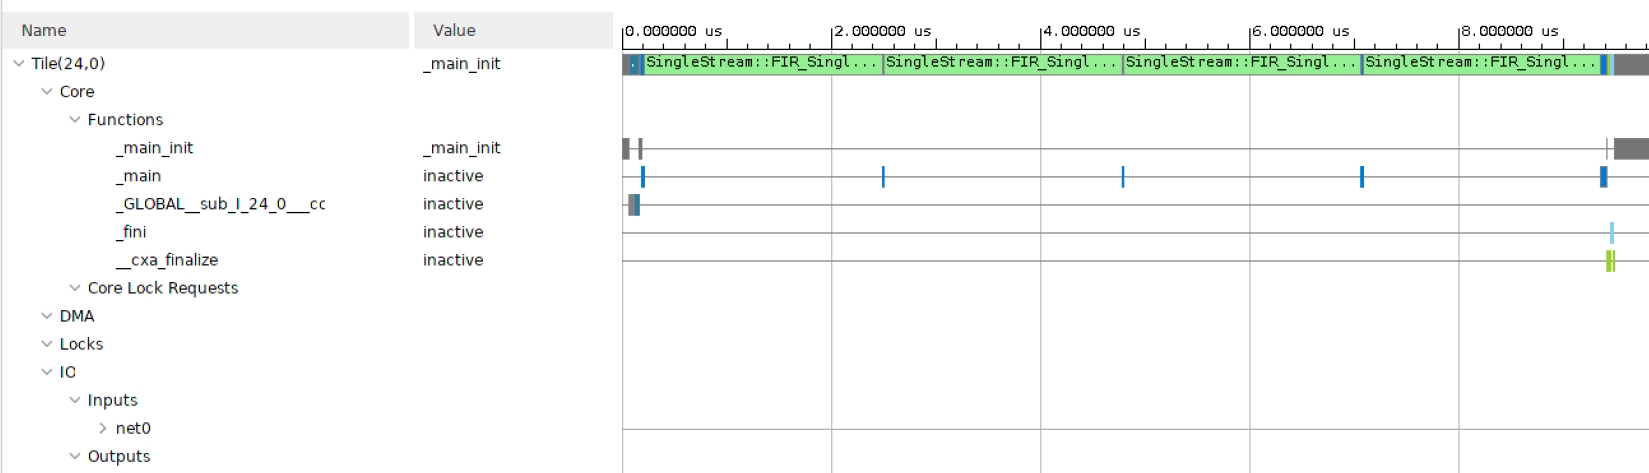 Name Value 0.000000 us 2.000000 us 4.000000 us 6.000000 us 8.000000 us
Tile(24,0) _main_init . SingleStream::FIR_Singl... SingleStream::FIR_Singl... SingleStream::FIR_Singl... SingleStream::FIR_Singl...
Core
Functions
_main_init _main_init
_main inactive
_GLOBAL__sub_I_24_0___cc inactive
_fini inactive
__cxa_finalize inactive
Core Lock Requests
DMA
Locks
IO
Inputs
net0
Outputs